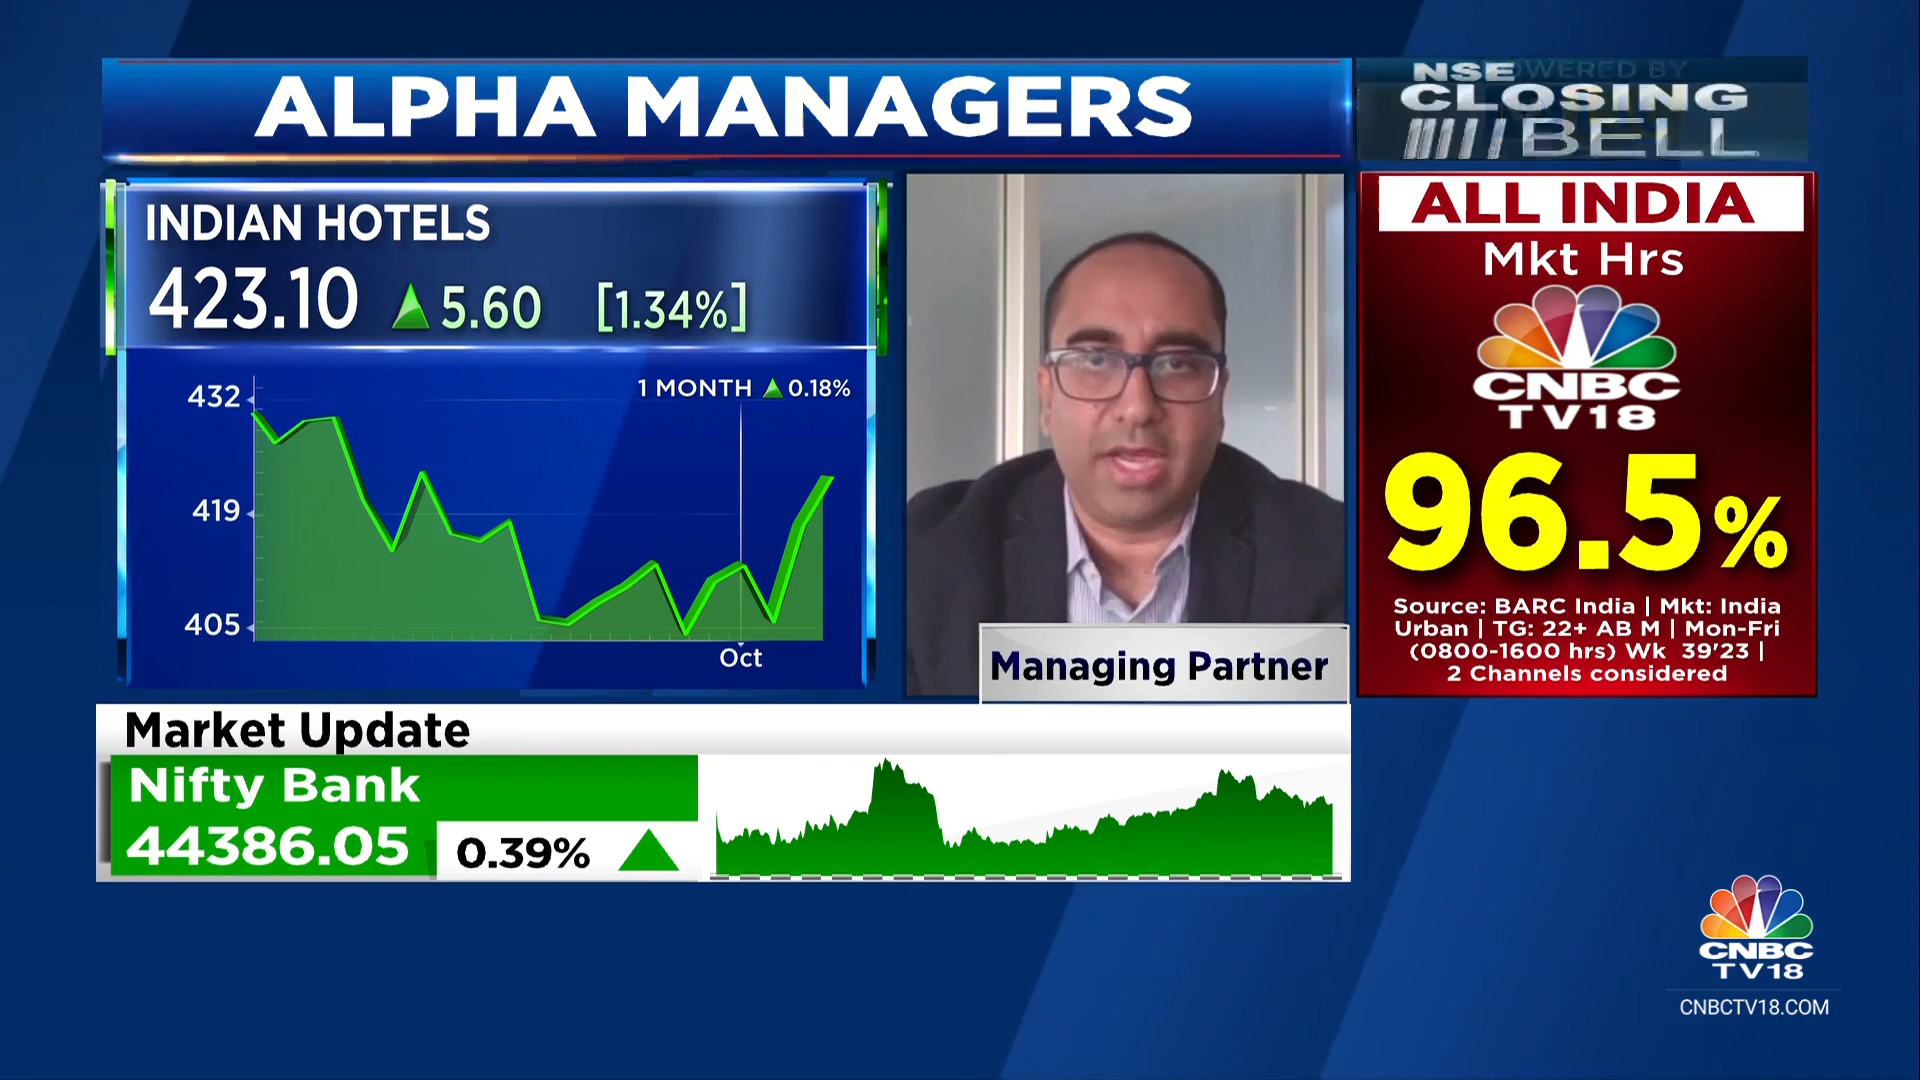 ALPHA MANAGERS
POWERED BY
NSE
CLOSING
BELL
INDIAN HOTELS
423.10 ▲ 5.60 [1.34%]
1 MONTH ▲ 0.18%
432
419
405
Oct
Managing Partner
ALL INDIA
Mkt Hrs
CNBC
TV18
96.5%
Source: BARC India | Mkt: India
Urban | TG: 22+ AB M | Mon-Fri
(0800-1600 hrs) Wk 39'23 |
2 Channels considered
Market Update
Nifty Bank
44386.05 0.39% ▲
CNBC
TV18
CNBCTV18.COM